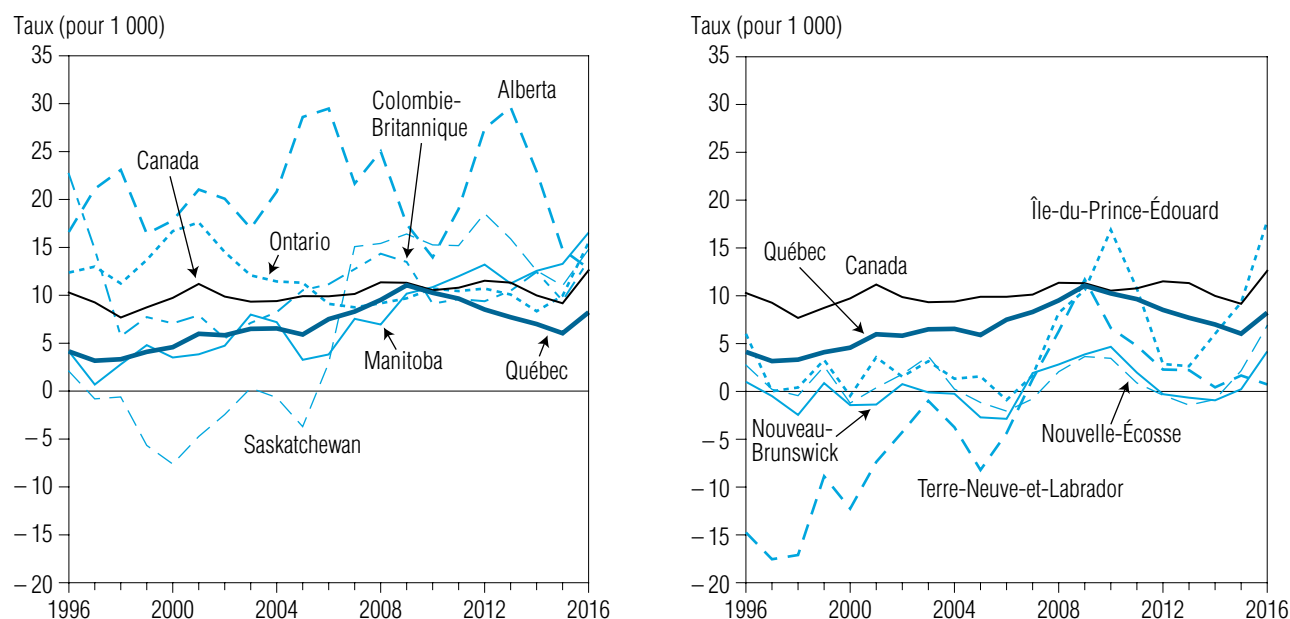 Taux (pour 1 000)
35
30
25
20
15
10
5
0
– 5
– 10
– 15
– 20
1996
2000
2004
2008
2012
2016
Canada
Ontario
Colombie-
Britannique
Alberta
Manitoba
Québec
Saskatchewan
Taux (pour 1 000)
35
30
25
20
15
10
5
0
– 5
– 10
– 15
– 20
1996
2000
2004
2008
2012
2016
Île-du-Prince-Édouard
Québec
Canada
Nouveau-
Brunswick
Nouvelle-Écosse
Terre-Neuve-et-Labrador